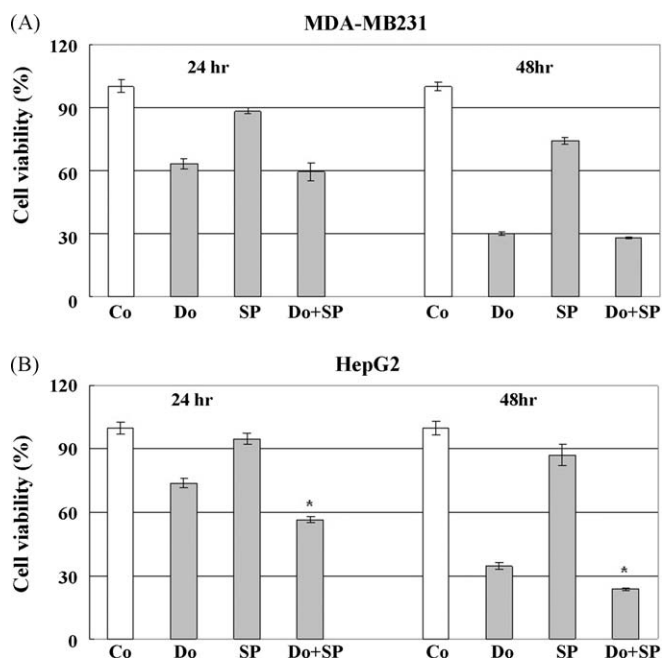 (A) MDA-MB231
120
24 hr 48hr
90
Cell viability (%)
60
30
0
Co Do SP Do+SP Co Do SP Do+SP
(B) HepG2
120
24 hr 48hr
90
Cell viability (%)
60
*
30
*
0
Co Do SP Do+SP Co Do SP Do+SP